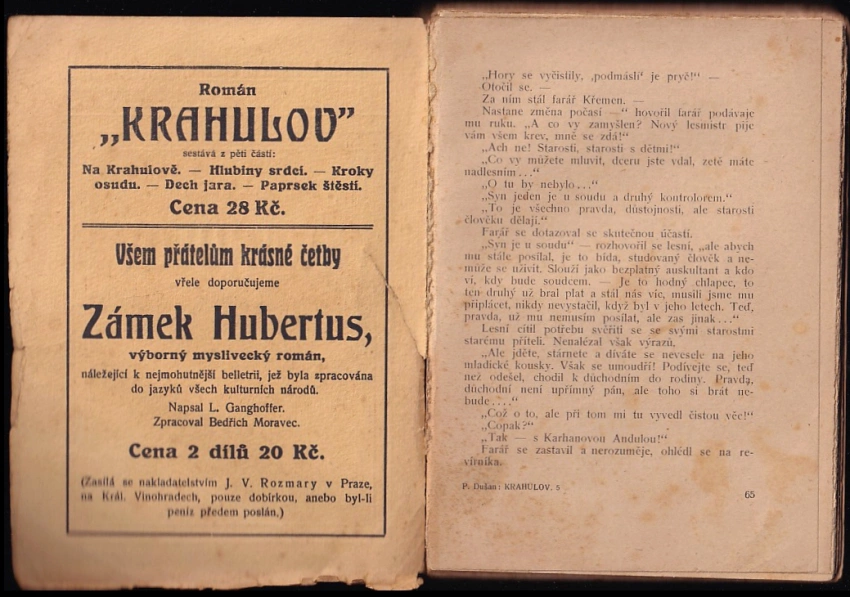 Román
„KRAHULOV”
sestává z pěti částí:
Na Krahulově. — Hlubiny srdcí. — Kroky
osudu. — Dech jara. — Paprsek štěstí.
Cena 28 Kč.
Všem přátelům krásné četby
vřele doporučujeme
Zámek Hubertus,
výborný myslivecký román,
náležející k nejmohutnější belletrii, jež byla zpracována
do jazyků všech kulturních národů.
Napsal L. Ganghoffer.
Zpracoval Bedřich Moravec.
Cena 2 dílů 20 Kč.
(Zasílá se nakladatelstvím J. V. Rozmary v Praze,
na Král. Vinohradech, pouze dobírkou, anebo byl-li
peníz předem poslán.)
„Hory se vyčistily, ‚podmáslí‘ je pryč!“ —
Otočil se. —
Za ním stál farář Křemen. —
Nastane změna počasí —“ hovořil farář podávaje
mu ruku. „A co vy zamyšlen? Nový lesmistr pije
vám všem krev, mně se zdá!“
„Ach ne! Starosti, starosti s dětmi!“
„Co vy můžete mluvit, dceru jste vdal, zetě máte
nadlesním...“
„O tu by nebylo...“
„Syn jeden je u soudu a druhý kontrolorem.“
„To je všechno pravda, důstojnosti, ale starosti
člověku dělají.“
Farář se dotazoval se skutečnou účastí.
„Syn je u soudu“ — rozhovořil se lesní, „ale abych
mu stále posílal, je to bída, studovaný člověk a ne-
může se uživit. Slouží jako bezplatný auskultant a kdo
ví, kdy bude soudcem. — Je to hodný chlapec, to
ten druhý už bral plat a stál nás víc, musili jsme mu
připlácet, nikdy nevystačil, když byl v jeho letech. Teď,
pravda, už mu nemusím posílat, ale zas jinak...“
Lesní cítil potřebu svěřiti se se svými starostmi
starému příteli. Nenalézal však výrazů.
„Ale jděte, stárnete a díváte se nevesele na jeho
mladické kousky. Však se umoudří! Podívejte se, teď
než odešel, chodil k důchodním do rodiny. Pravda,
důchodní není upřímný pán, ale toho si brát ne-
bude....“
„Což o to, ale při tom mi tu vyvedl čistou věc!“
„Copak?“
„Tak — s Karhanovou Andulou!“
Farář se zastavil a nerozuměje, ohlédl se na re-
vírníka.
P. Dušan: KRAHULOV. 5
65